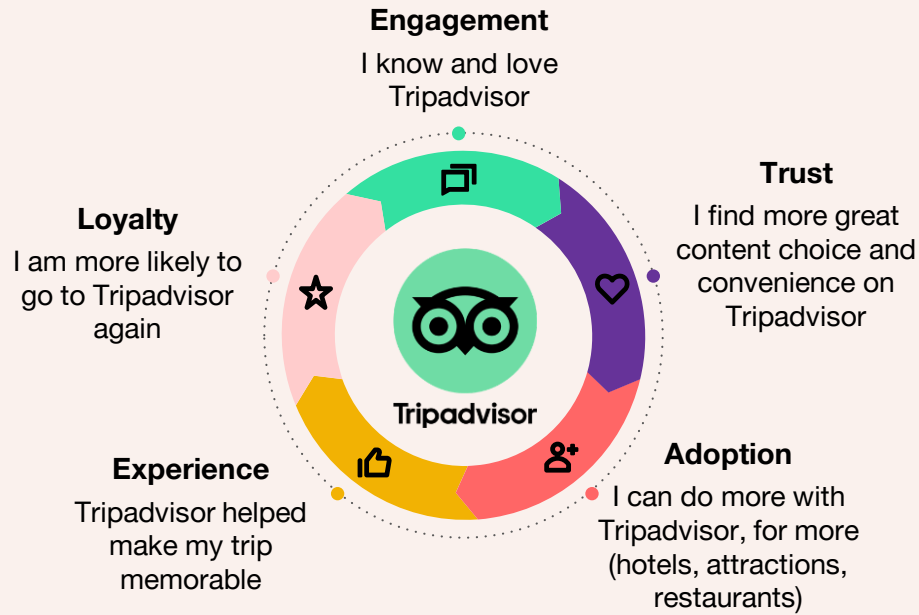 Engagement
I know and love
Tripadvisor
Trust
I find more great
content choice and
convenience on
Tripadvisor
Adoption
I can do more with
Tripadvisor, for more
(hotels, attractions,
restaurants)
Experience
Tripadvisor helped
make my trip
memorable
Loyalty
I am more likely to
go to Tripadvisor
again
Tripadvisor